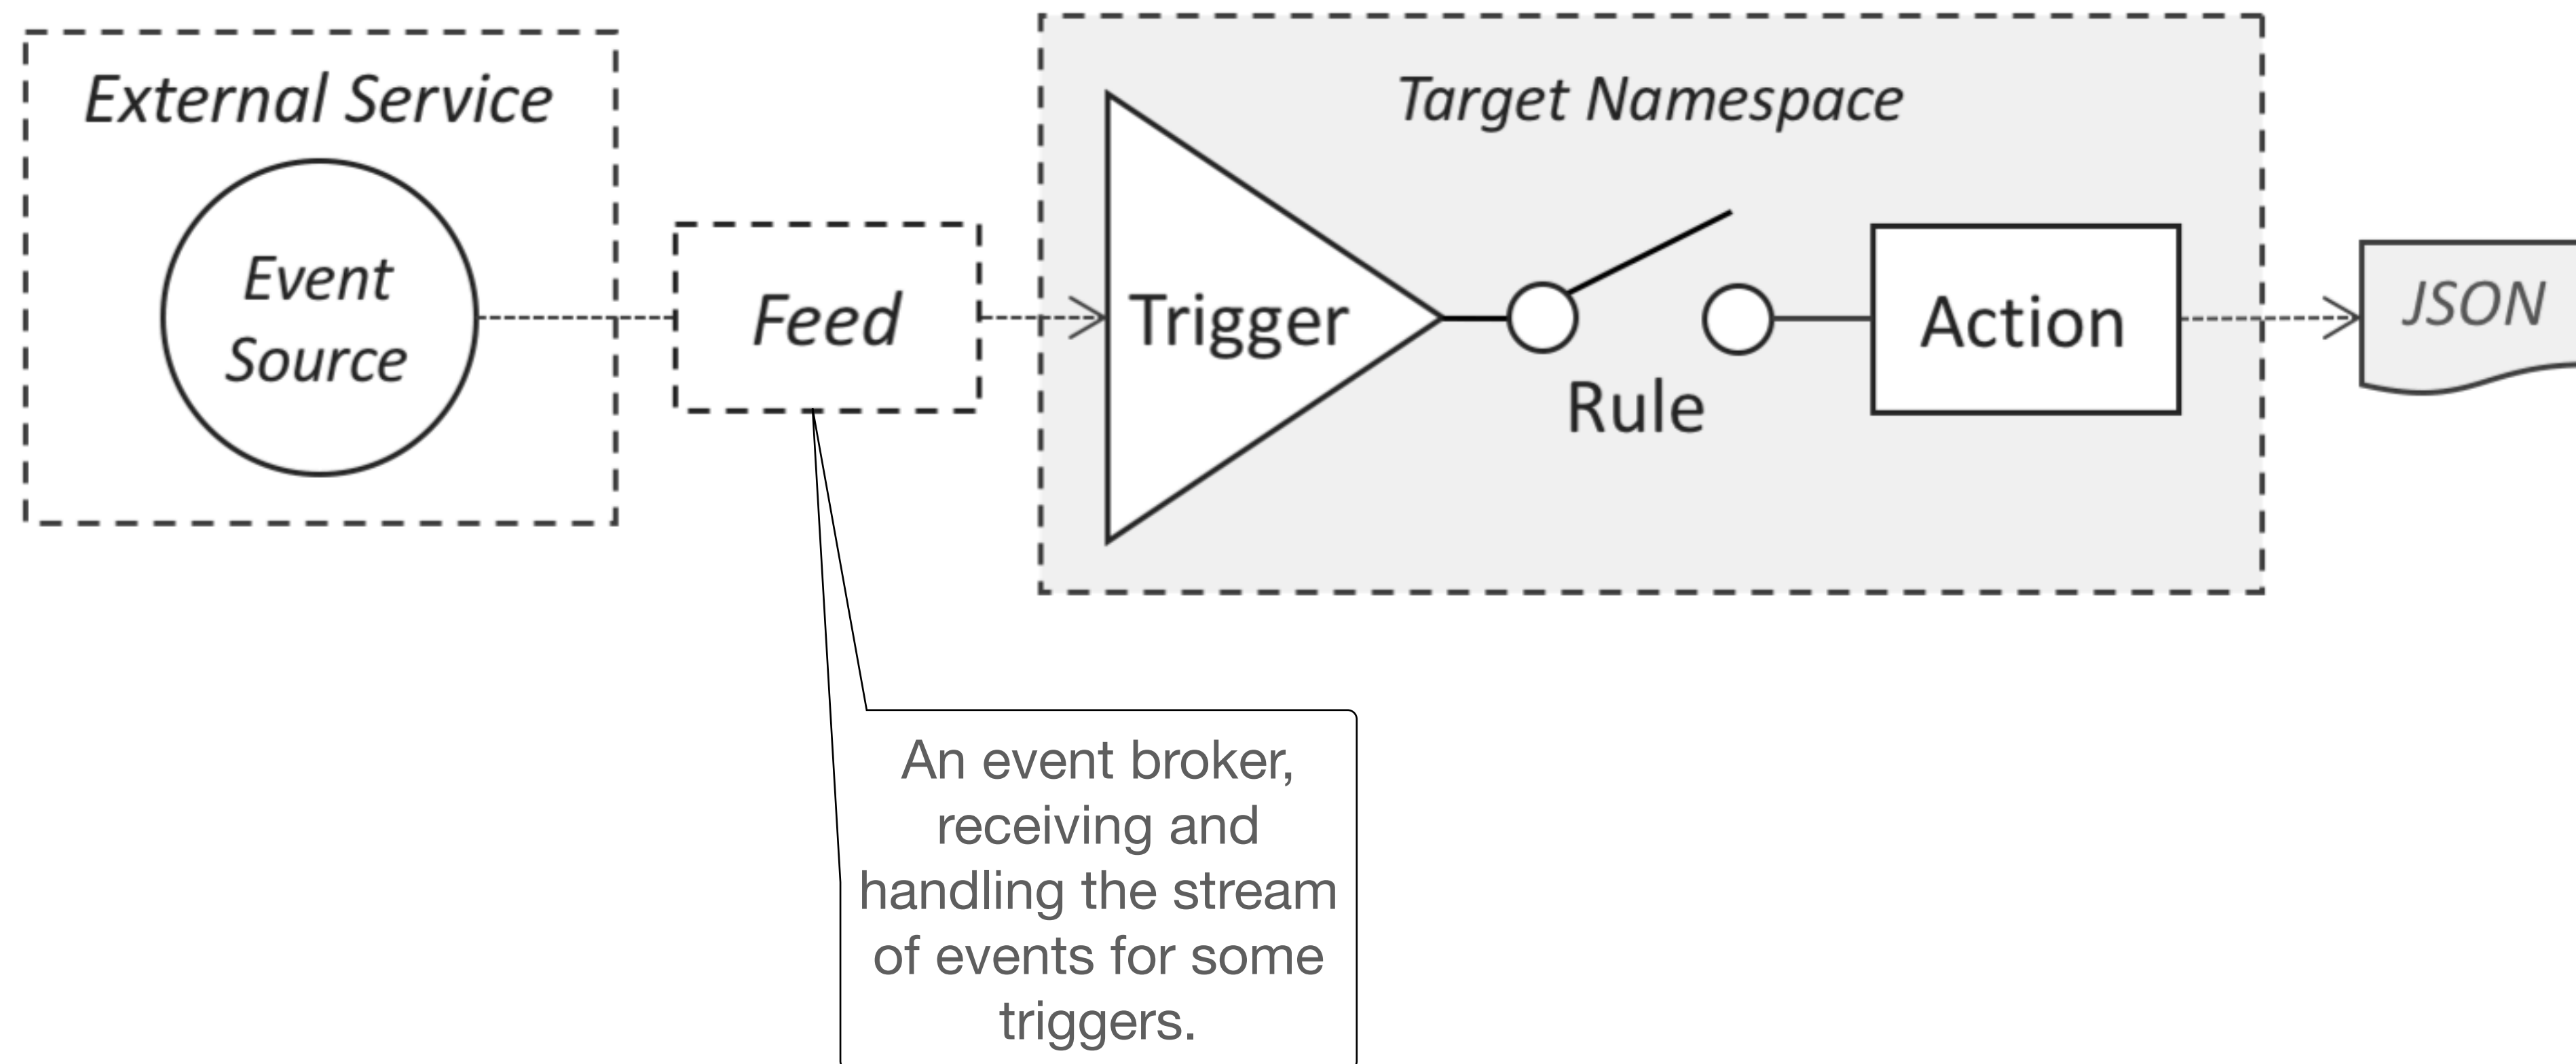 External Service
Event
Source
Feed
Target Namespace
Trigger
Rule
Action
JSON
An event broker,
receiving and
handling the stream
of events for some
triggers.